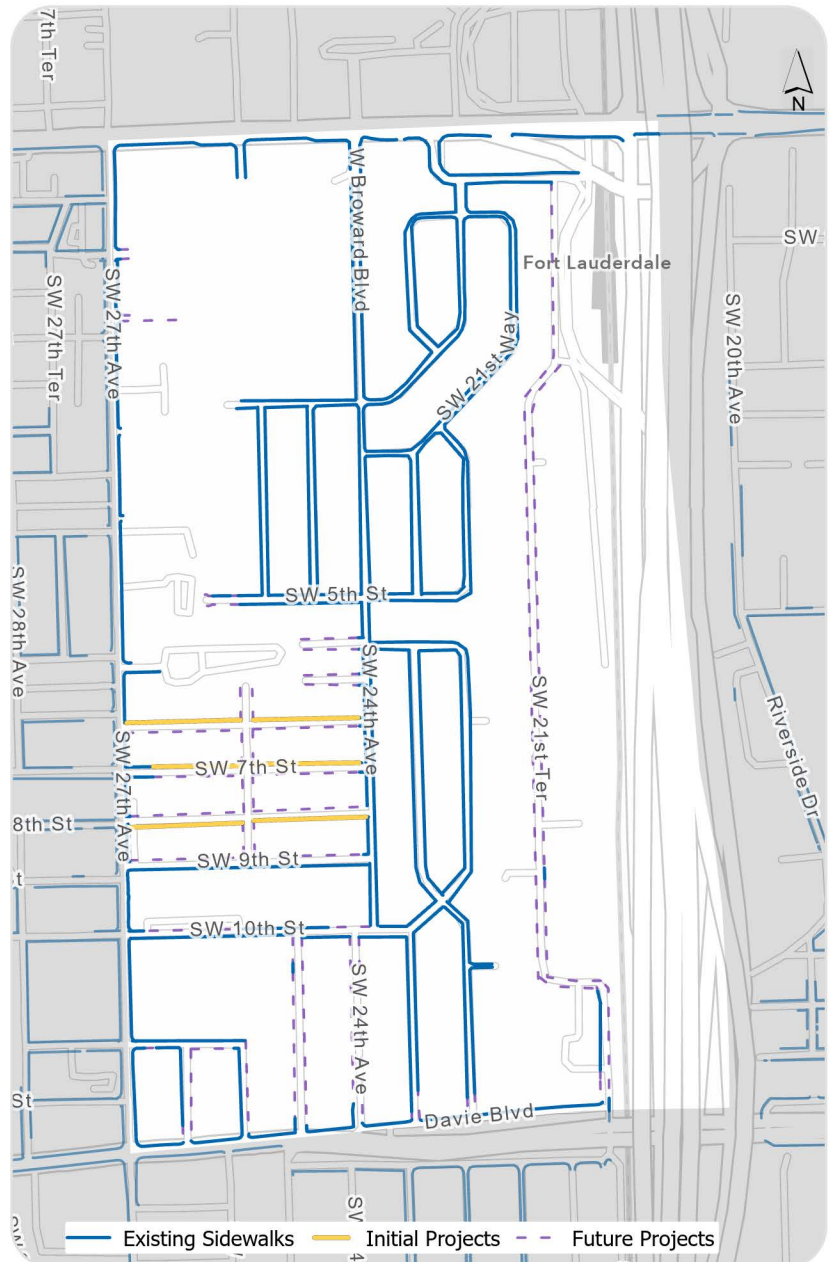 7th Ter
N
W Broward Blvd
SW
Fort Lauderdale
SW 27th Ter
SW 27th Ave
SW 20th Ave
SW 21st Way
SW 5th St
SW 28th Ave
SW 24th Ave
SW 21st Ter
Riverside Dr
SW 27th Ave
SW 7th St
8th St
SW 9th St
t
SW 10th St
SW 24th Ave
St
Davie Blvd
SW 4
Existing Sidewalks
Initial Projects
Future Projects